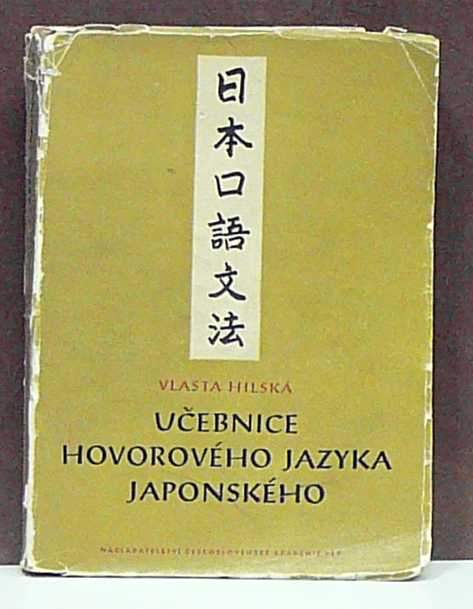 日本口語文法
VLASTA HILSKÁ
UČEBNICE
HOVOROVÉHO JAZYKA
JAPONSKÉHO
NAKLADATELSTVÍ ČESKOSLOVENSKÉ AKADEMIE VĚD